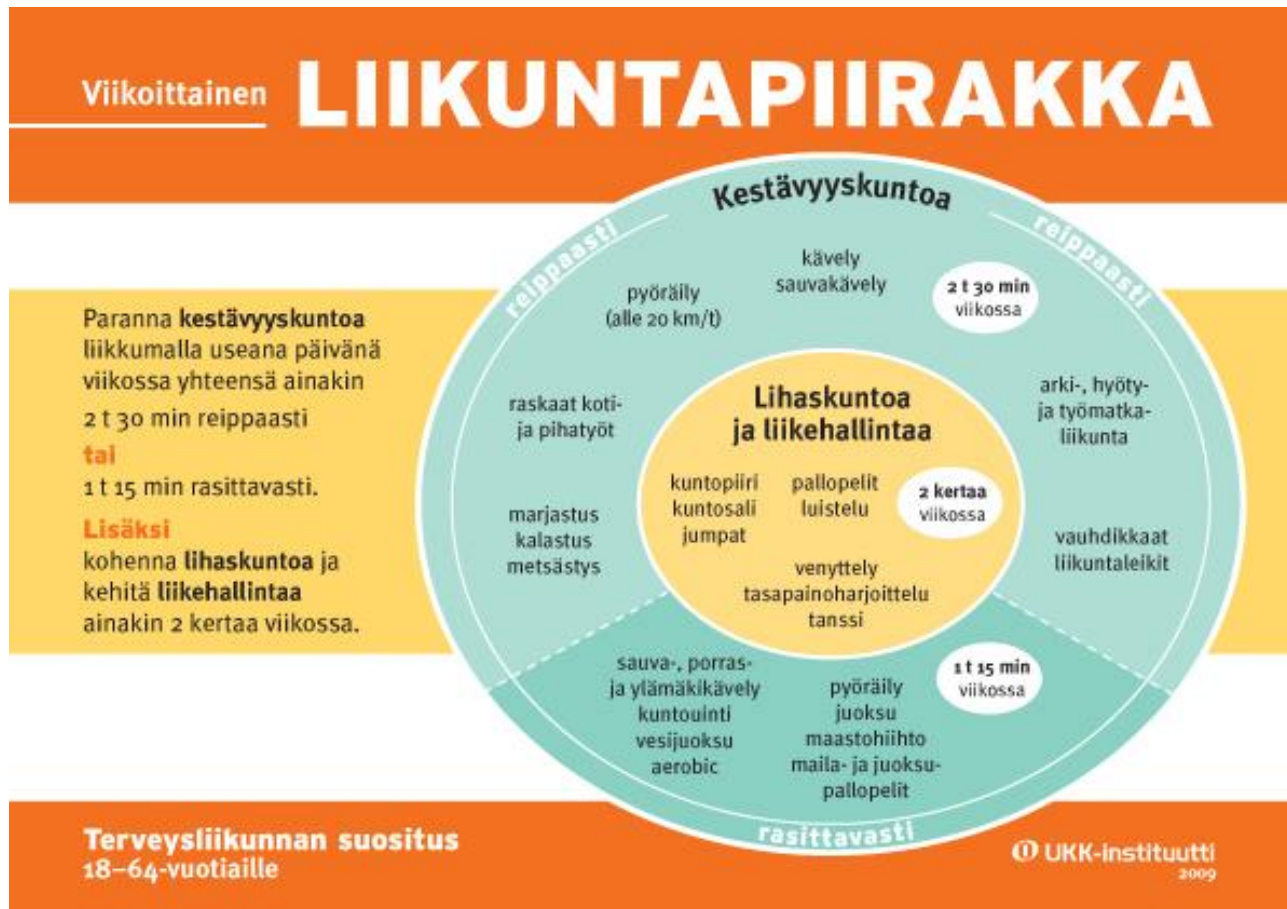 Viikoittainen LIIKUNTAPIIRAKKA
Paranna kestävyyskuntoa
liikkumalla useana päivänä
viikossa yhteensä ainakin
2 t 30 min reippaasti
tai
1 t 15 min rasittavasti.
Lisäksi
kohenna lihaskuntoa ja
kehitä liikehallintaa
ainakin 2 kertaa viikossa.
Kestävyyskuntoa
reippaasti
reippaasti
kävely
sauvakävely
2 t 30 min
viikossa
pyöräily
(alle 20 km/t)
raskaat koti-
ja pihatyöt
arki-, hyöty-
ja työmatka-
liikunta
marjastus
kalastus
metsästys
vauhdikkaat
liikuntaleikit
Lihaskuntoa
ja liikehallintaa
kuntopiiri
kuntosali
jumpat
pallopelit
luistelu
2 kertaa
viikossa
venyttely
tasapainoharjoittelu
tanssi
sauva-, porras-
ja ylämäkikävely
kuntouinti
vesijuoksu
aerobic
pyöräily
juoksu
maastohiihto
maila- ja juoksu-
pallopelit
1 t 15 min
viikossa
rasittavasti
Terveysliikunnan suositus
18–64-vuotiaille
UKK-instituutti
2009